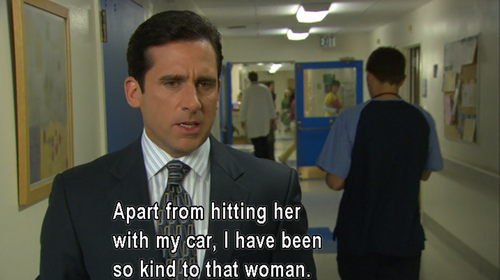 Apart from hitting her
with my car, I have been
so kind to that woman.